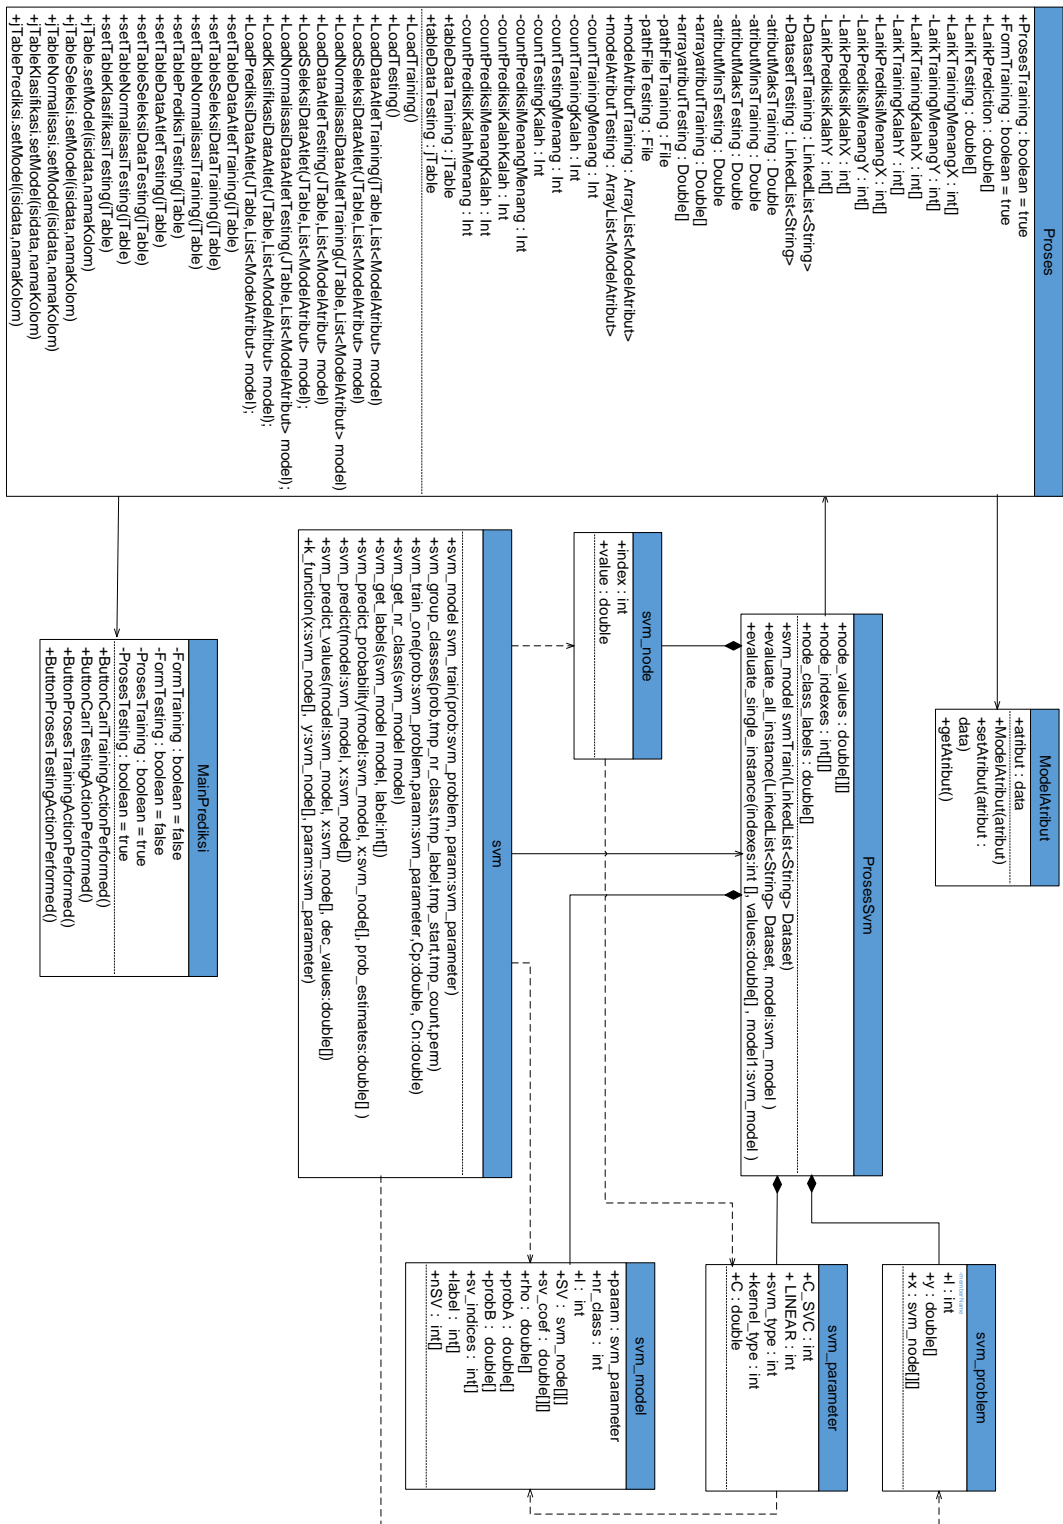 Proses
+ProsesTraining : boolean = true
+FormTraining : boolean = true
+LarikPrediction : double[]
+LarikTesting : double[]
+LarikTrainingMenangX : int[]
-LarikTrainingMenangY : int[]
+LarikTrainingKalahX : int[]
-LarikTrainingKalahY : int[]
+LarikPrediksiMenangX : int[]
-LarikPrediksiMenangY : int[]
-LarikPrediksiKalahX : int[]
-LarikPrediksiKalahY : int[]
+DatasetTraining : LinkedList<String>
+DatasetTesting : LinkedList<String>
-atributMaksTraining : Double
-atributMinsTraining : Double
-atributMaksTesting : Double
-atributMinsTesting : Double
+arrayatributTraining : Double[]
+arrayatributTesting : Double[]
-pathFileTraining : File
-pathFileTesting : File
+modelAtributTraining : ArrayList<ModelAtribut>
+modelAtributTesting : ArrayList<ModelAtribut>
-countTrainingMenang : Int
-countTrainingKalah : Int
-countTestingMenang : Int
-countTestingKalah : Int
-countPrediksiMenangMenang : Int
-countPrediksiKalahKalah : Int
-countPrediksiMenangKalah : Int
-countPrediksiKalahMenang : Int
+tableDataTraining : jTable
+tableDataTesting : jTable
+LoadTraining()
+LoadTesting()
+LoadDataAtletTraining(jTable,List<ModelAtribut> model)
+LoadSeleksiDataAtlet(JTable,List<ModelAtribut> model)
+LoadNormalisasiDataAtletTraining(JTable,List<ModelAtribut> model)
+LoadDataAtletTesting(JTable,List<ModelAtribut> model)
+LoadSeleksiDataAtlet(JTable,List<ModelAtribut> model);
+LoadNormalisasiDataAtletTesting(JTable,List<ModelAtribut> model);
+LoadKlasifikasiDataAtlet(JTable,List<ModelAtribut> model);
+LoadPrediksiDataAtlet(JTable,List<ModelAtribut> model);
+setTableDataAtletTraining(jTable)
+setTableSeleksiDataTraining(jTable)
+setTableNormalisasiTraining(jTable)
+setTablePrediksiTesting(jTable)
+setTableDataAtletTesting(jTable)
+setTableSeleksiDataTesting(jTable)
+setTableNormalisasiTesting(jTable)
+setTableKlasifikasiTesting(jTable)
+jTable.setModel(isidata,namaKolom)
+jTableSeleksi.setModel(isidata,namaKolom)
+jTableNormalisasi.setModel(isidata,namaKolom)
+jTableKlasifikasi.setModel(isidata,namaKolom)
+jTablePrediksi.setModel(isidata,namaKolom)
ModelAtribut
+atribut : data
+ModelAtribut(atribut)
+setAtribut(atribut :
data)
+getAtribut()
ProsesSvm
+node_values : double[][]
+node_indexes : int[][]
+node_class_labels : double[]
+svm_model svmTrain(LinkedList<String> Dataset)
+evaluate_all_instance(LinkedList<String> Dataset, model:svm_model )
+evaluate_single_instance(indexes:int [], values:double[] , model1:svm_model )
svm_node
+index : int
+value : double
svm
+svm_model svm_train(prob:svm_problem, param:svm_parameter)
+svm_group_classes(prob,tmp_nr_class,tmp_label,tmp_start,tmp_count,perm)
+svm_train_one(prob:svm_problem,param:svm_parameter,Cp:double, Cn:double)
+svm_get_nr_class(svm_model model)
+svm_get_labels(svm_model model, label:int[])
+svm_predict_probability(model:svm_model, x:svm_node[], prob_estimates:double[] )
+svm_predict(model:svm_model, x:svm_node[])
+svm_predict_values(model:svm_model, x:svm_node[], dec_values:double[])
+k_function(x:svm_node[], y:svm_node[], param:svm_parameter)
MainPrediksi
-FormTraining : boolean = false
-ProsesTraining : boolean = true
-FormTesting : boolean = false
-ProsesTesting : boolean = true
+ButtonCariTrainingActionPerformed()
+ButtonCariTestingActionPerformed()
+ButtonProsesTrainingActionPerformed()
+ButtonProsesTestingActionPerformed()
svm_problem
-memberName
+l : int
+y : double[]
+x : svm_node[][]
svm_parameter
+C_SVC : int
+ LINEAR : int
+svm_type : int
+kernel_type : int
+C : double
svm_model
+param : svm_parameter
+nr_class : int
+l : int
+SV : svm_node[][]
+sv_coef : double[][]
+rho : double[]
+probA : double[]
+probB : double[]
+sv_indices : int[]
+label : int[]
+nSV : int[]